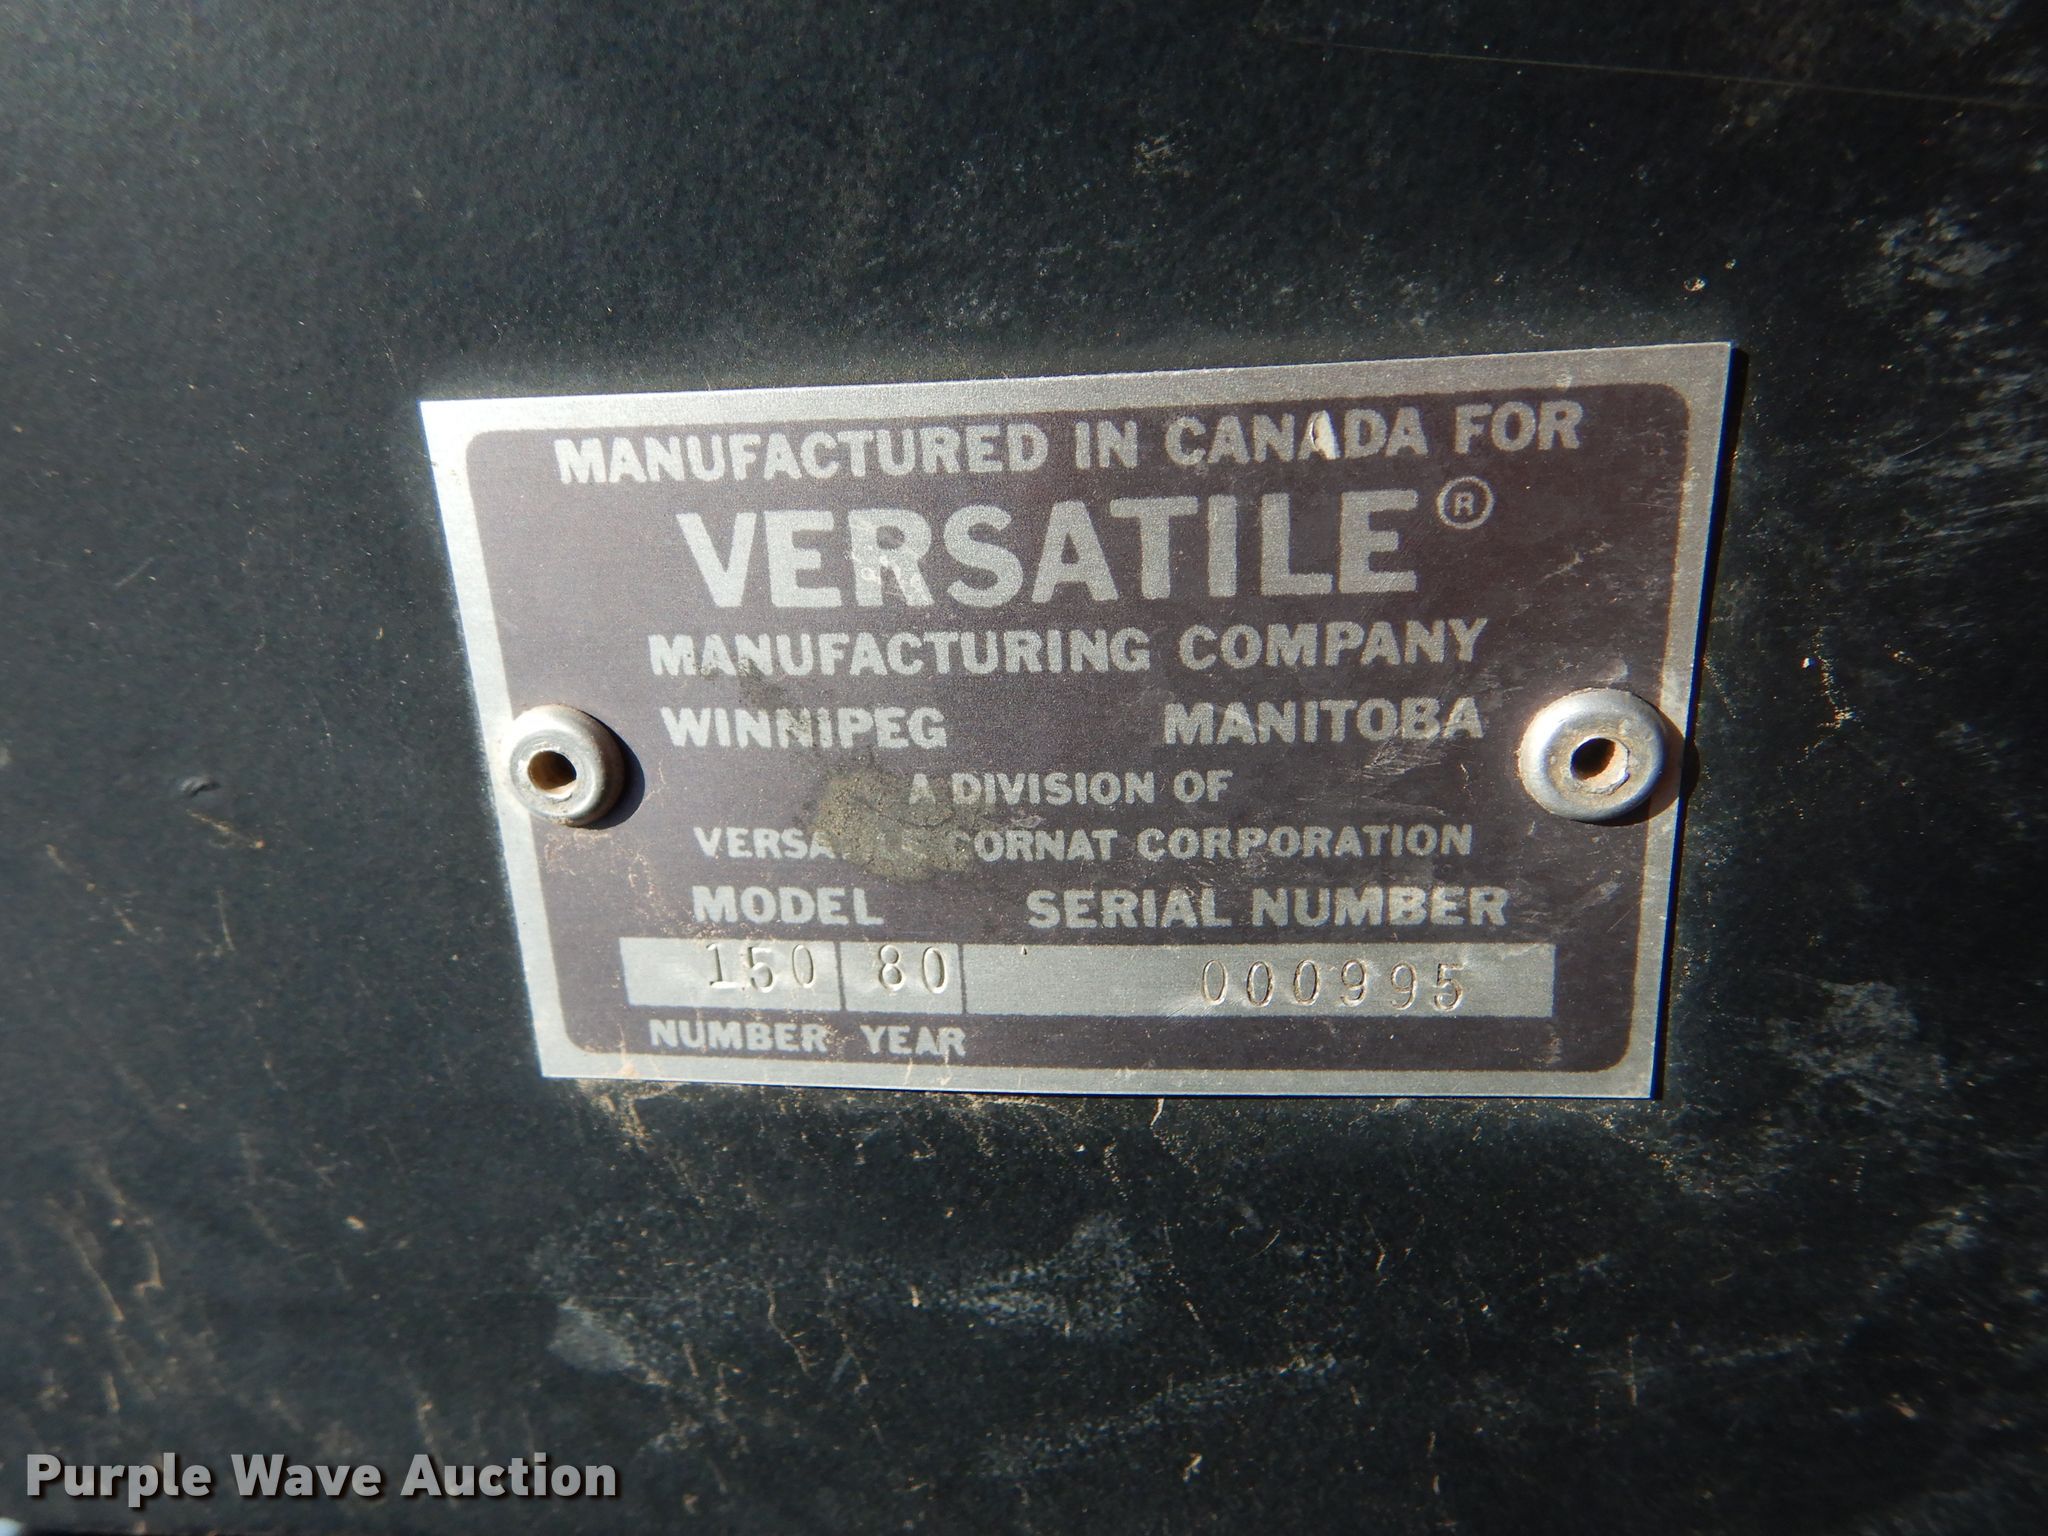 MANUFACTURED IN CANADA FOR
VERSATILE®
MANUFACTURING COMPANY
WINNIPEG MANITOBA
A DIVISION OF
VERSATILE CORNAT CORPORATION
MODEL SERIAL NUMBER
150 80 000995
NUMBER YEAR
Purple Wave Auction